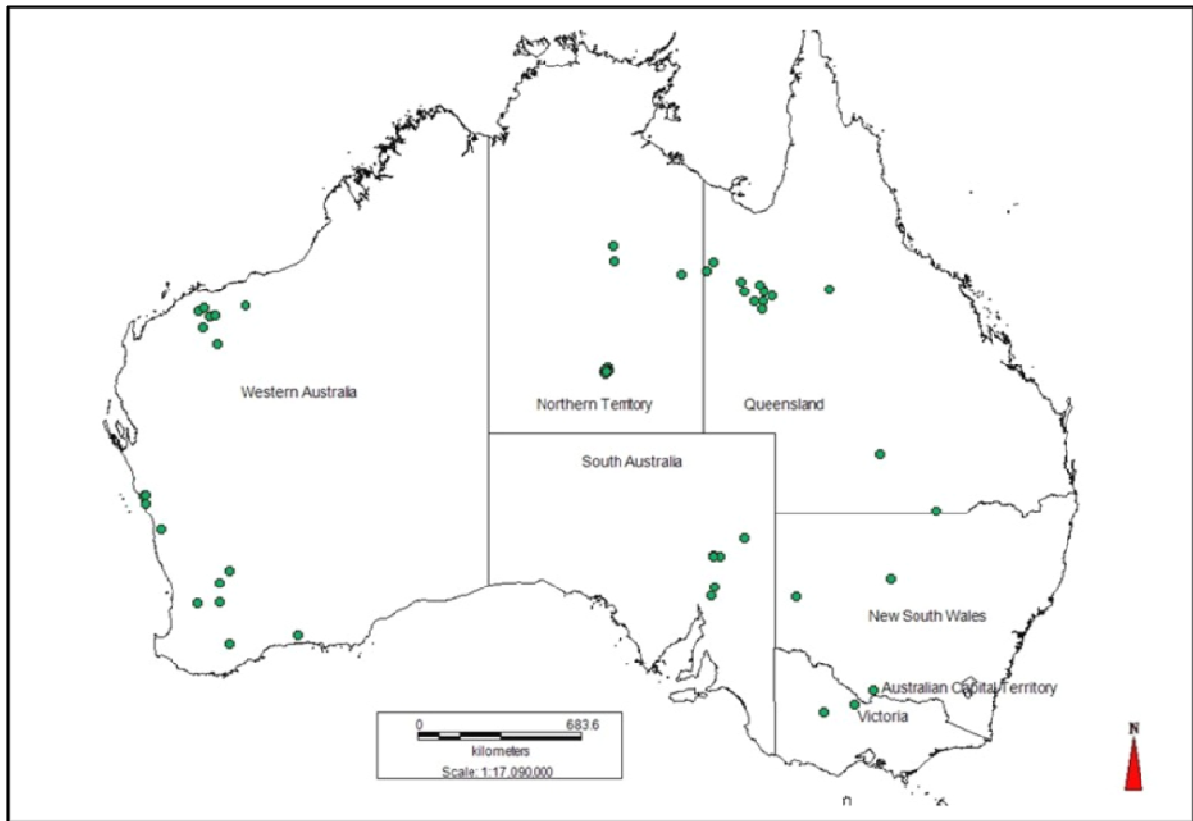 Western Australia
Northern Territory
Queensland
South Australia
New South Wales
Australian Capital Territory
Victoria
0 683.6
kilometers
Scale: 1:17,090,000
N